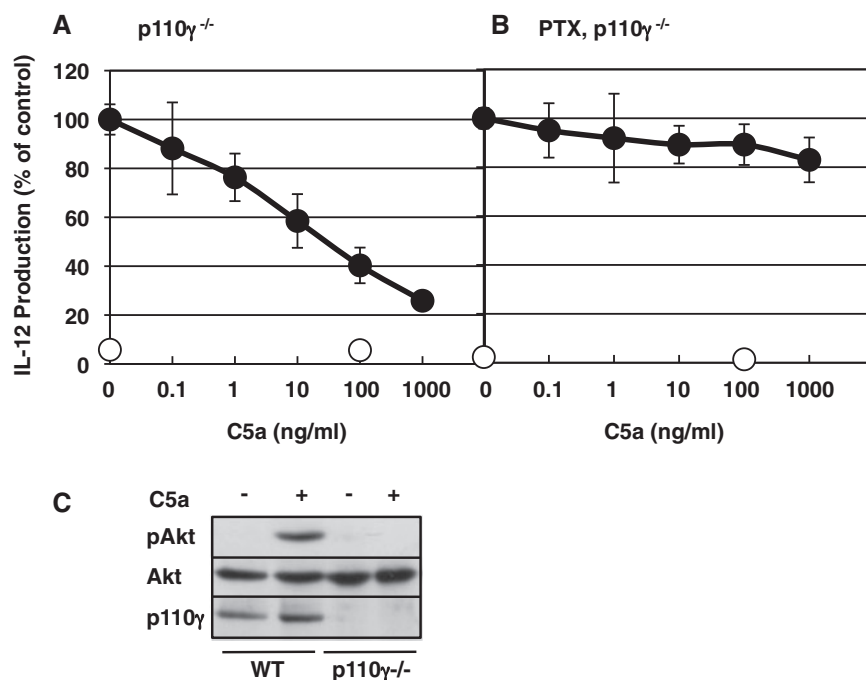 A p110γ -/-
B PTX, p110γ -/-
IL-12 Production (% of control)
120
100
80
60
40
20
0
0 0.1 1 10 100 1000
C5a (ng/ml)
0 0.1 1 10 100 1000
C5a (ng/ml)
C
C5a - + - +
pAkt
Akt
p110γ
WT p110γ-/-